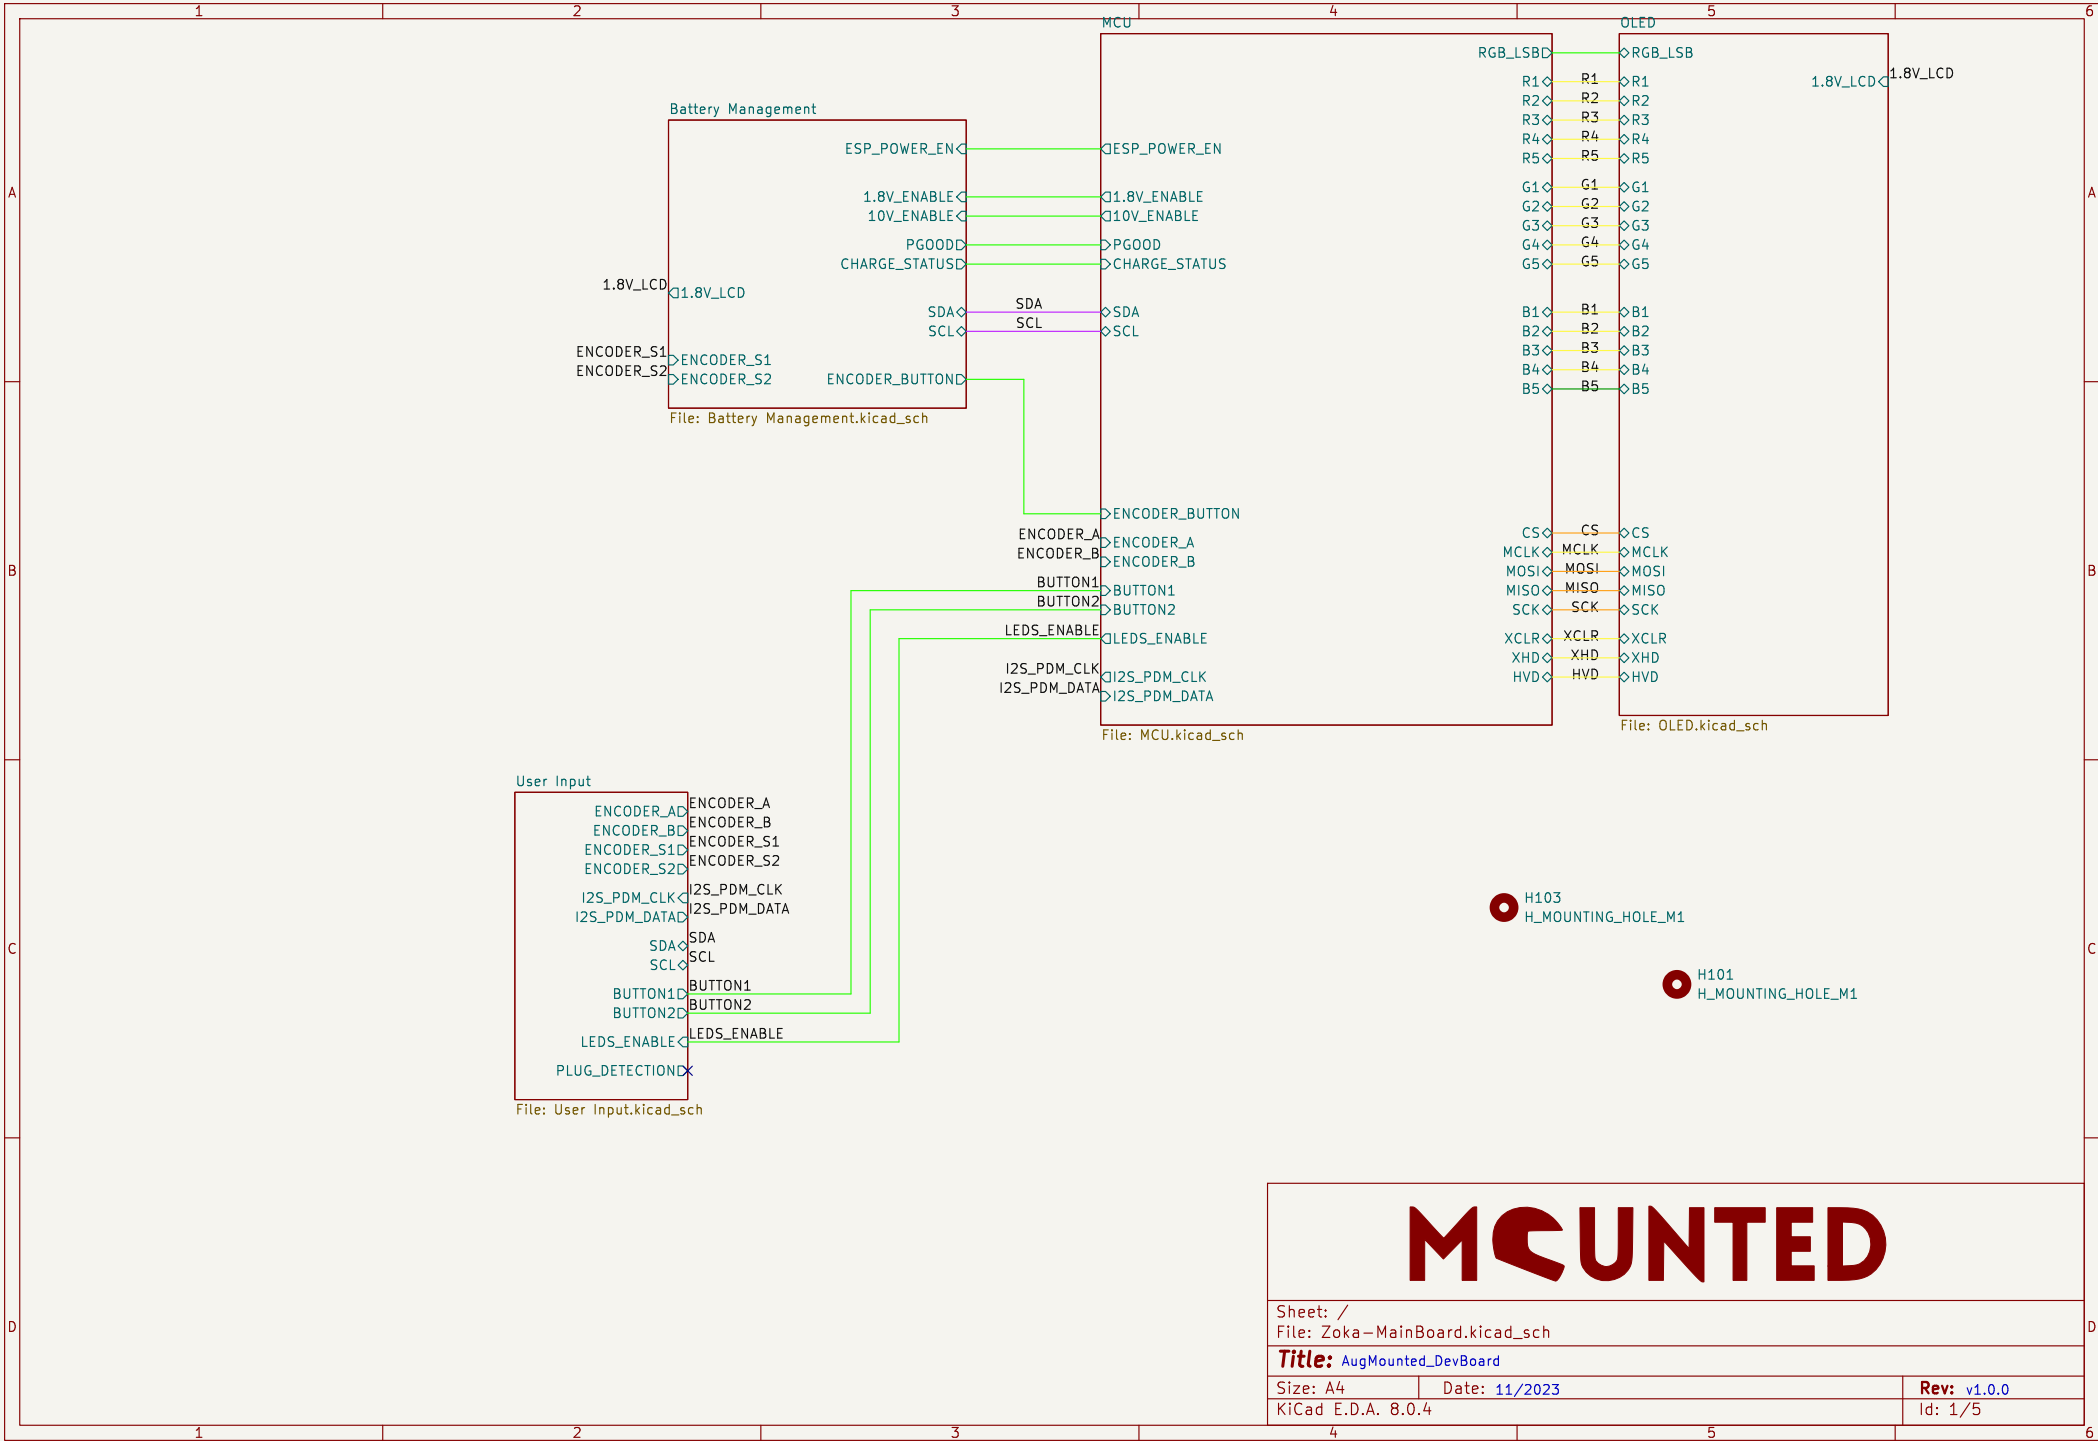 1 2 3 4 5 6
MCU
OLED
RGB_LSB RGB_LSB
R1 R1 R1
1.8V_LCD 1.8V_LCD
R2 R2 R2
R3 R3 R3
R4 R4 R4
R5 R5 R5
G1 G1 G1
G2 G2 G2
G3 G3 G3
G4 G4 G4
G5 G5 G5
B1 B1 B1
B2 B2 B2
B3 B3 B3
B4 B4 B4
B5 B5 B5
CS CS CS
MCLK MCLK MCLK
MOSI MOSI MOSI
MISO MISO MISO
SCK SCK SCK
XCLR XCLR XCLR
XHD XHD XHD
HVD HVD HVD
File: OLED.kicad_sch
Battery Management
ESP_POWER_EN ESP_POWER_EN
A A
1.8V_ENABLE 1.8V_ENABLE
10V_ENABLE 10V_ENABLE
PGOOD PGOOD
CHARGE_STATUS CHARGE_STATUS
1.8V_LCD 1.8V_LCD
SDA SDA SDA
SCL SCL SCL
ENCODER_S1 ENCODER_S1
ENCODER_S2 ENCODER_S2
ENCODER_BUTTON
File: Battery Management.kicad_sch
ENCODER_BUTTON
ENCODER_A ENCODER_A
ENCODER_B ENCODER_B
B B
BUTTON1 BUTTON1
BUTTON2 BUTTON2
LEDS_ENABLE LEDS_ENABLE
I2S_PDM_CLK I2S_PDM_CLK
I2S_PDM_DATA I2S_PDM_DATA
File: MCU.kicad_sch
User Input
ENCODER_A ENCODER_A
ENCODER_B ENCODER_B
ENCODER_S1 ENCODER_S1
ENCODER_S2 ENCODER_S2
I2S_PDM_CLK I2S_PDM_CLK
I2S_PDM_DATA I2S_PDM_DATA
SDA SDA
SCL SCL
BUTTON1 BUTTON1
BUTTON2 BUTTON2
LEDS_ENABLE LEDS_ENABLE
PLUG_DETECTION
File: User Input.kicad_sch
C C
H103
H_MOUNTING_HOLE_M1
H101
H_MOUNTING_HOLE_M1
MOUNTED
Sheet: /
File: Zoka-MainBoard.kicad_sch
D D
Title: AugMounted_DevBoard
Size: A4 Date: 11/2023 Rev: v1.0.0
KiCad E.D.A. 8.0.4 Id: 1/5
1 2 3 4 5 6